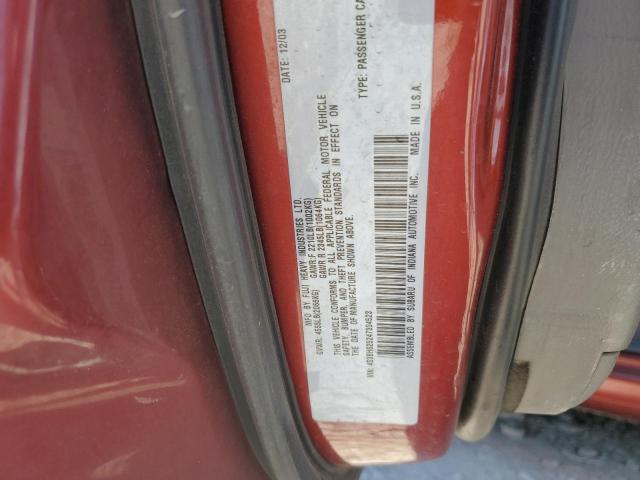 MFD BY FUJI HEAVY INDUSTRIES LTD. DATE: 12/03
GVWR: 4555LB(2066KG) GAWR:F 2210LB(1002KG)
GAWR R 2345LB(1064KG)
THIS VEHICLE CONFORMS TO ALL APPLICABLE FEDERAL MOTOR VEHICLE
SAFETY, BUMPER, AND THEFT PREVENTION STANDARDS IN EFFECT ON
THE DATE OF MANUFACTURE SHOWN ABOVE.
VIN: TYPE: PASSENGER CA
ASSEMBLED BY SUBARU OF INDIANA AUTOMOTIVE INC. MADE IN U.S.A.